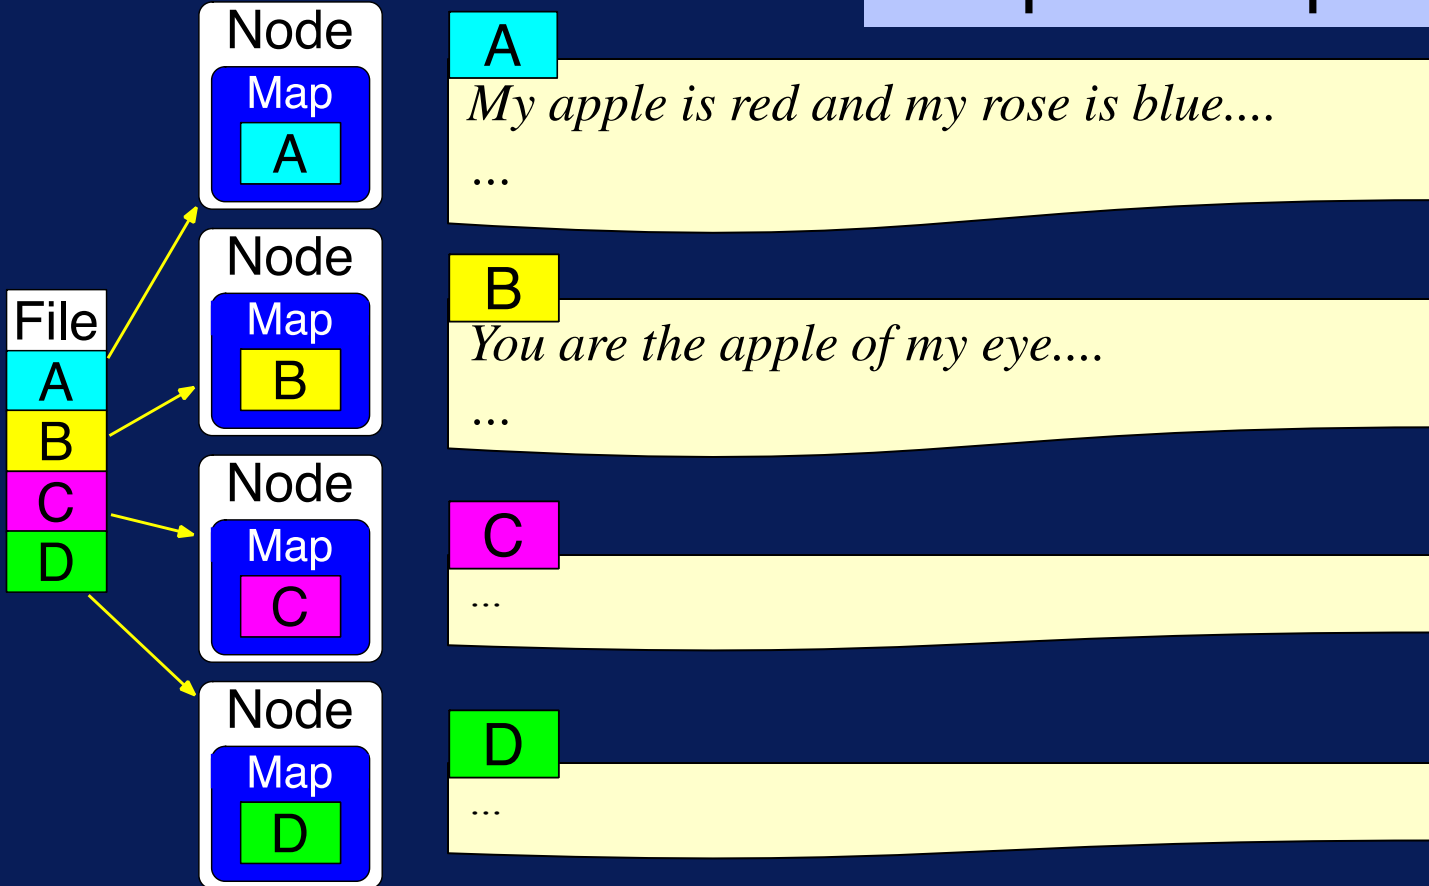 File
A
B
C
D
Node
Map
A
Node
Map
B
Node
Map
C
Node
Map
D
A
My apple is red and my rose is blue....
...
B
You are the apple of my eye....
...
C
...
D
...